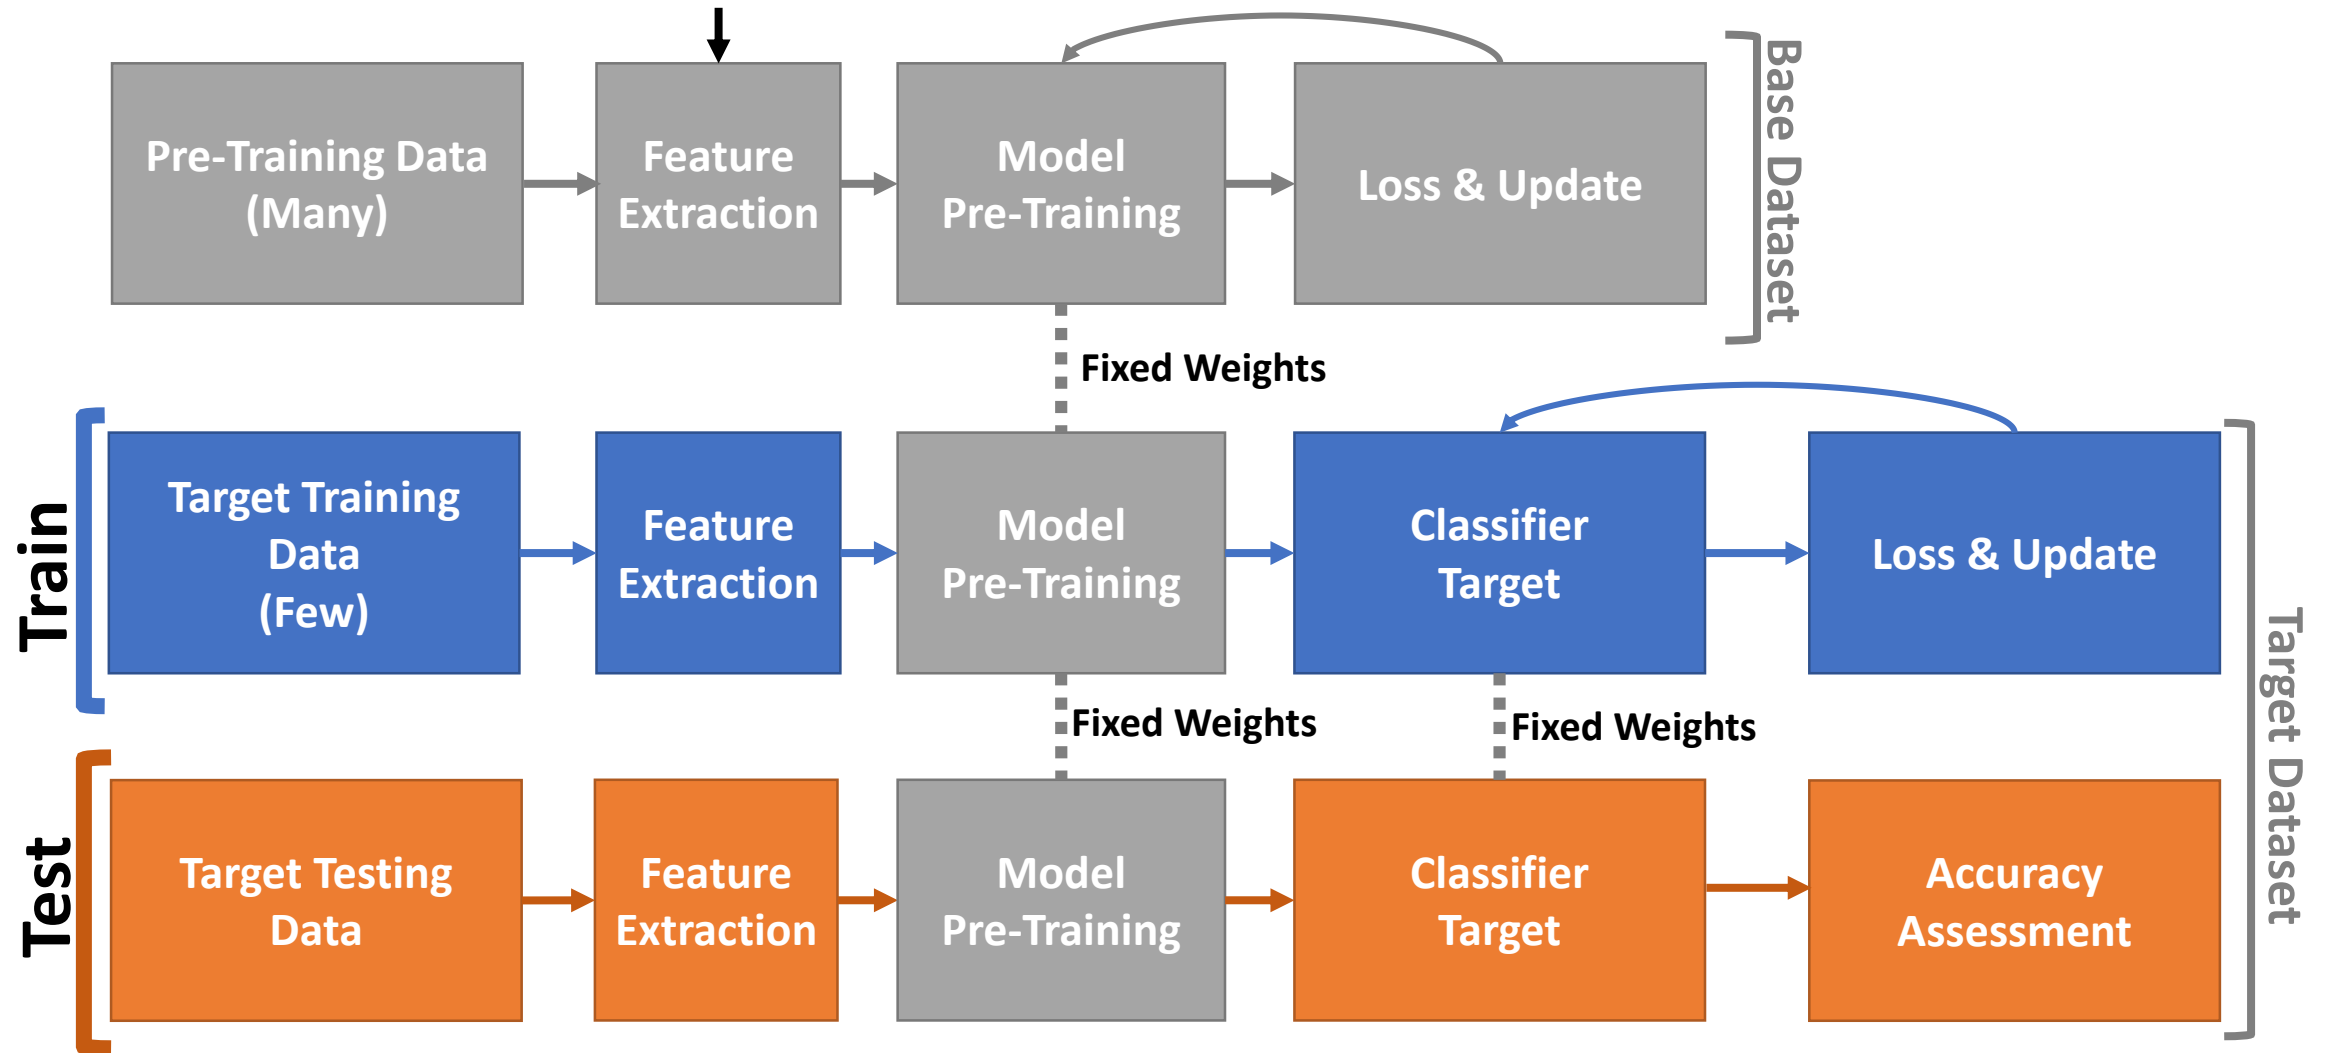 Pre-Training Data
(Many)
Feature
Extraction
Model
Pre-Training
Loss & Update
Base Dataset
Fixed Weights
Train
Target Training
Data
(Few)
Feature
Extraction
Model
Pre-Training
Classifier
Target
Loss & Update
Target Dataset
Fixed Weights
Fixed Weights
Test
Target Testing
Data
Feature
Extraction
Model
Pre-Training
Classifier
Target
Accuracy
Assessment